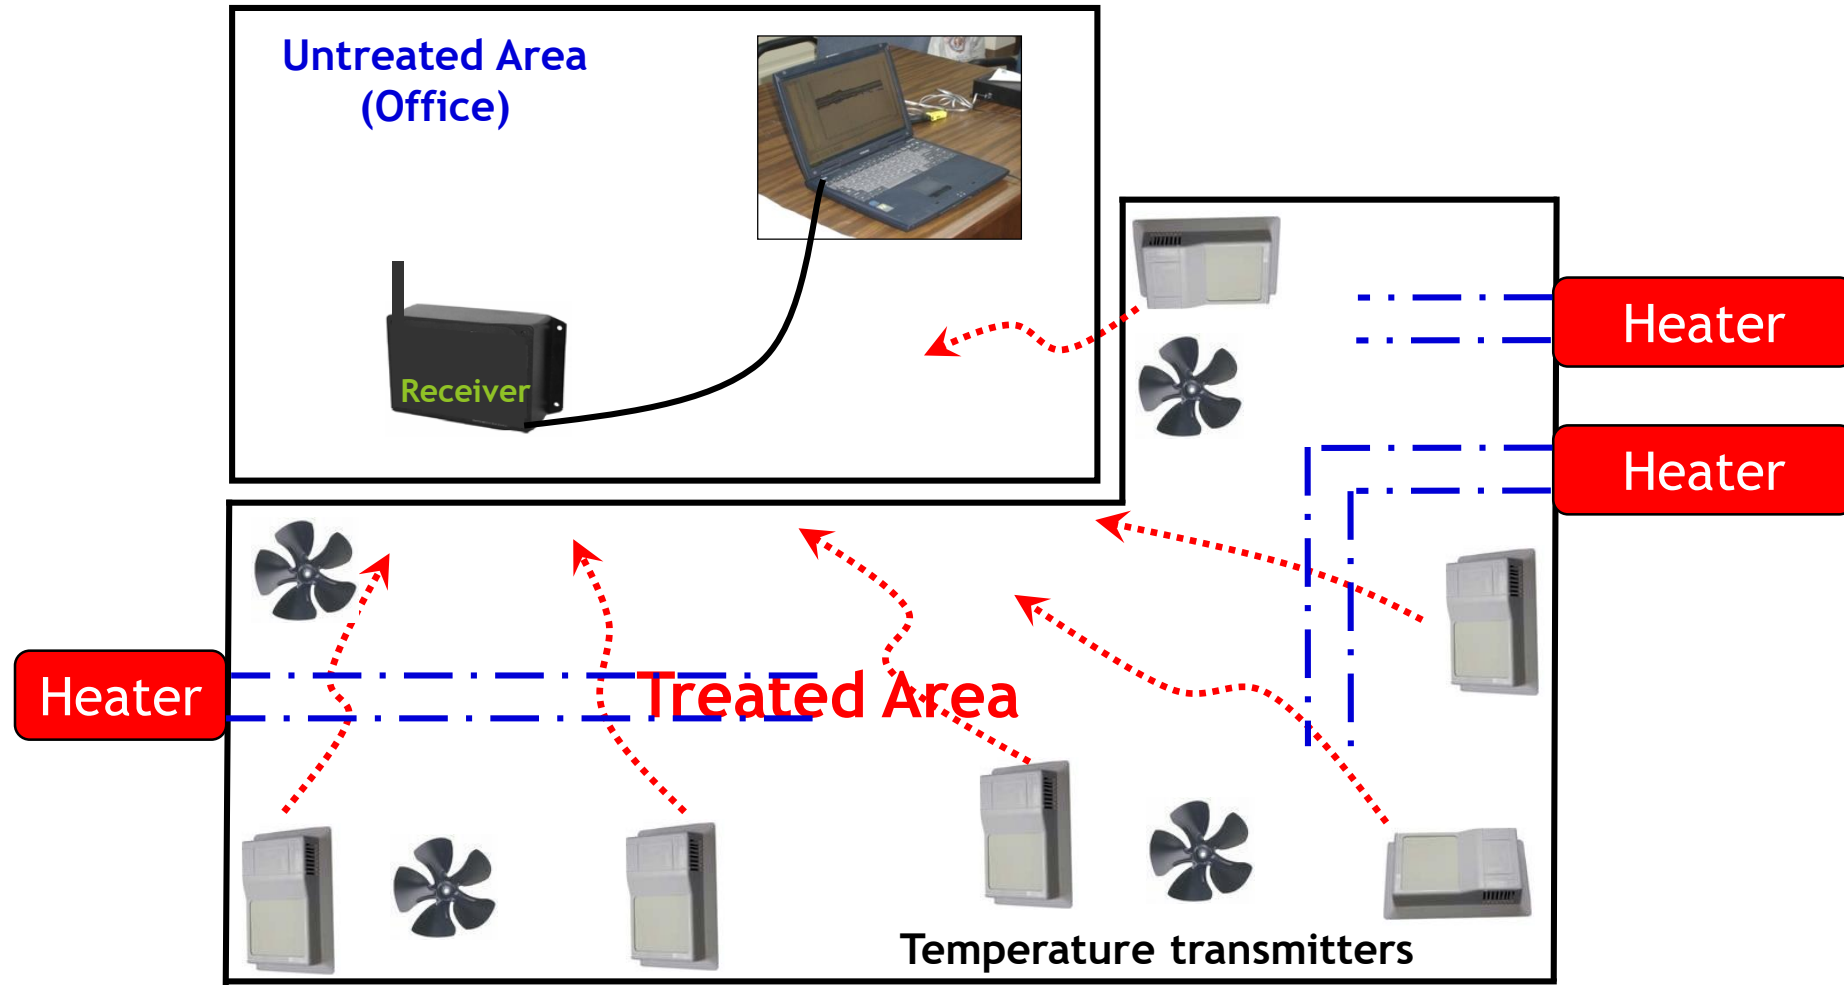 Untreated Area
(Office)
Receiver
Heater
Heater
Heater
Treated Area
Temperature transmitters